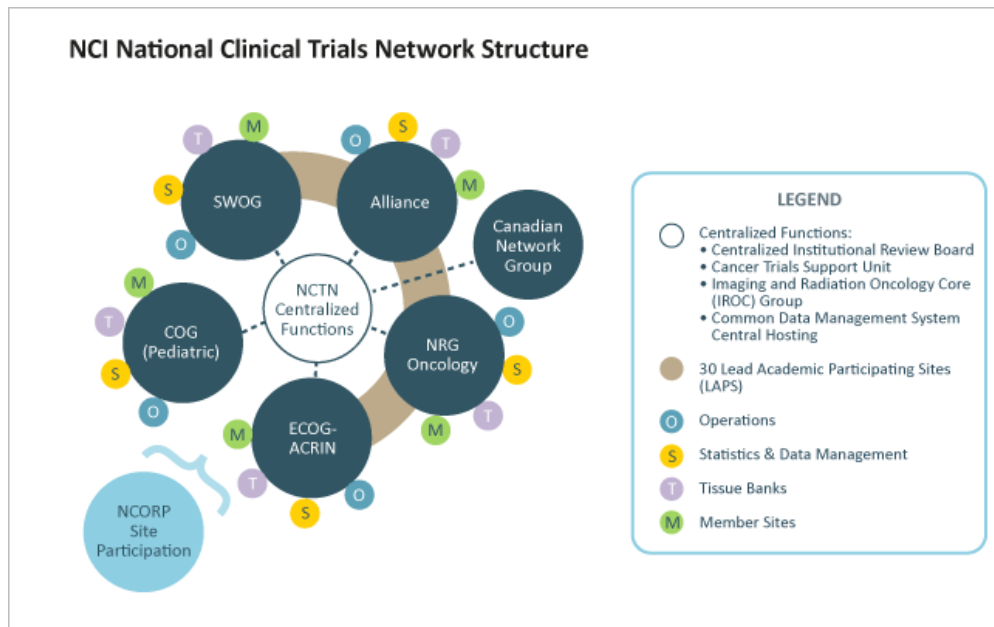 NCI National Clinical Trials Network Structure
M
T
S
O
SWOG
O
S
T
M
Alliance
Canadian
Network
Group
NCTN
Centralized
Functions
M
T
S
O
COG
(Pediatric)
O
S
T
M
NRG
Oncology
M
T
S
O
ECOG-
ACRIN
NCORP
Site
Participation
LEGEND
Centralized Functions:
• Centralized Institutional Review Board
• Cancer Trials Support Unit
• Imaging and Radiation Oncology Core
(IROC) Group
• Common Data Management System
Central Hosting
30 Lead Academic Participating Sites
(LAPS)
O Operations
S Statistics & Data Management
T Tissue Banks
M Member Sites